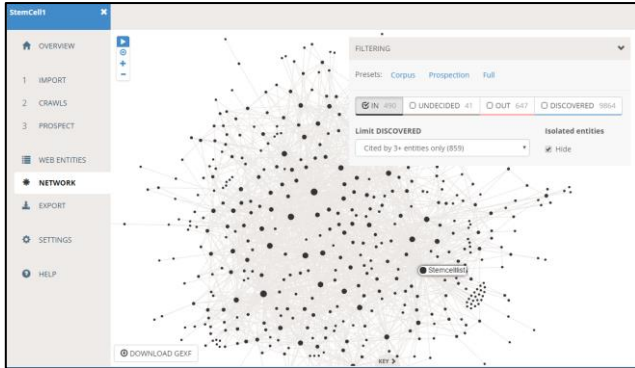 StemCell1 ×
OVERVIEW
1 IMPORT
2 CRAWLS
3 PROSPECT
WEB ENTITIES
NETWORK
EXPORT
SETTINGS
HELP
FILTERING
Presets: Corpus Prospection Full
IN 490 UNDECIDED 41 OUT 647 DISCOVERED 9864
Limit DISCOVERED Isolated entities
Cited by 3+ entities only (859) Hide
DOWNLOAD GEXF
KEY